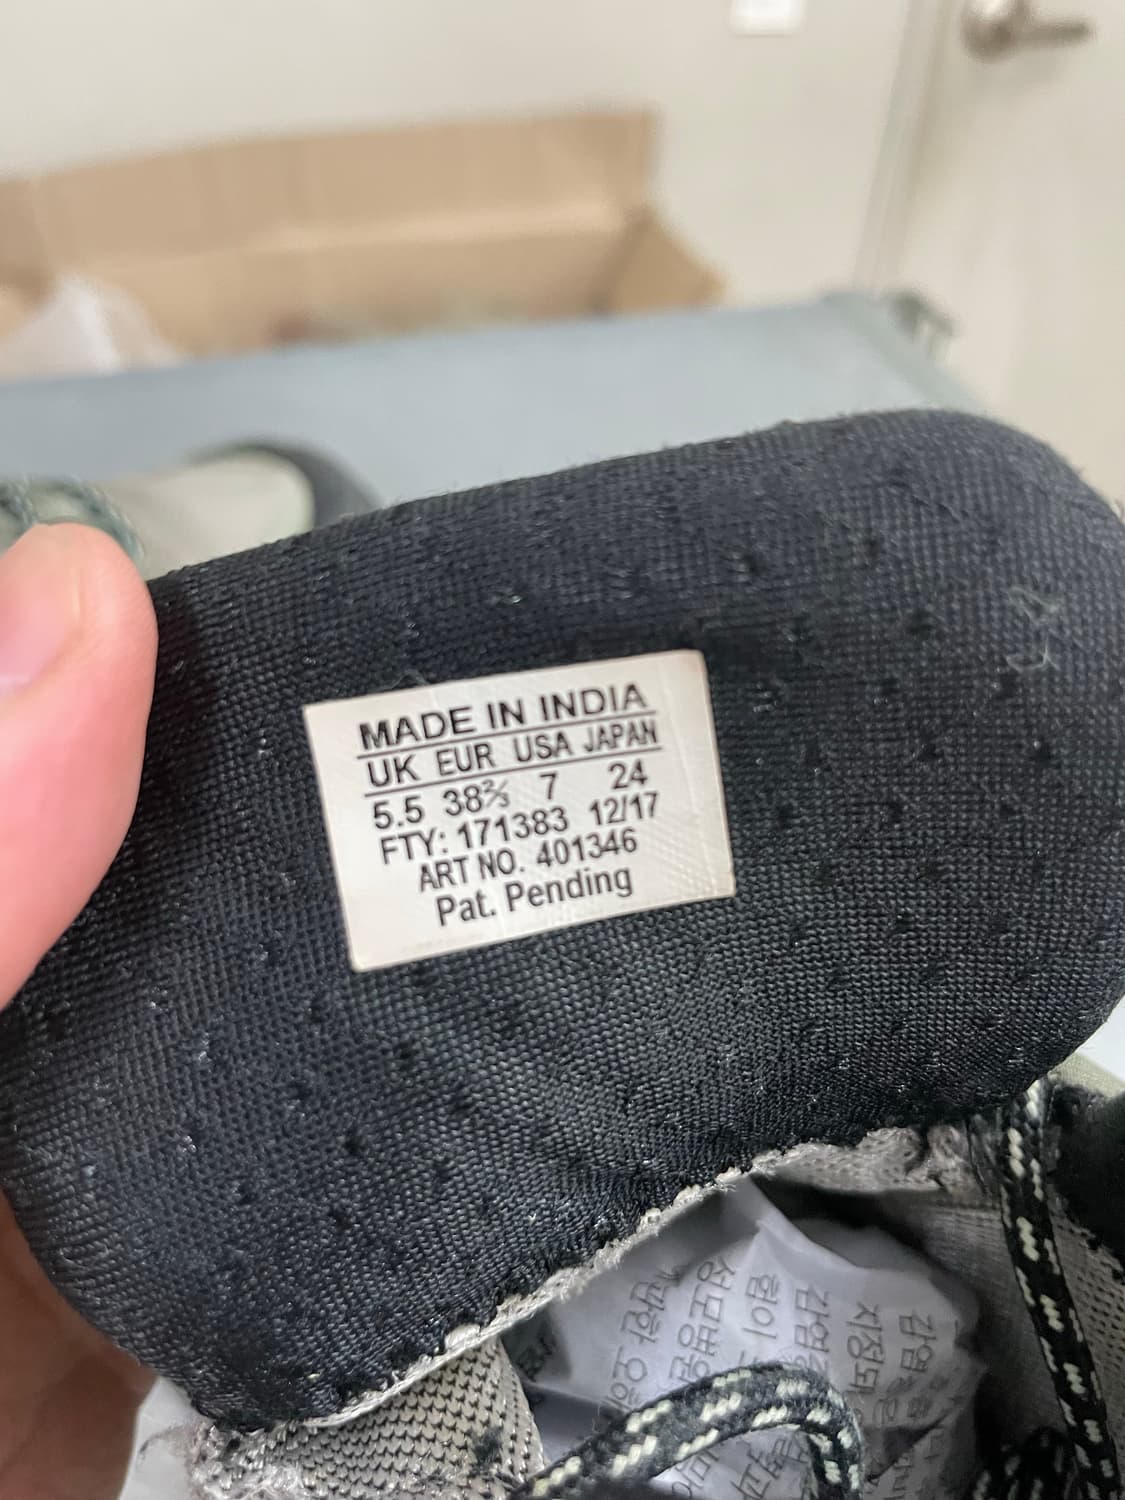 MADE IN INDIA
UK EUR USA JAPAN
5.5 38⅔ 7 24
FTY: 171383 12/17
ART NO. 401346
Pat. Pending